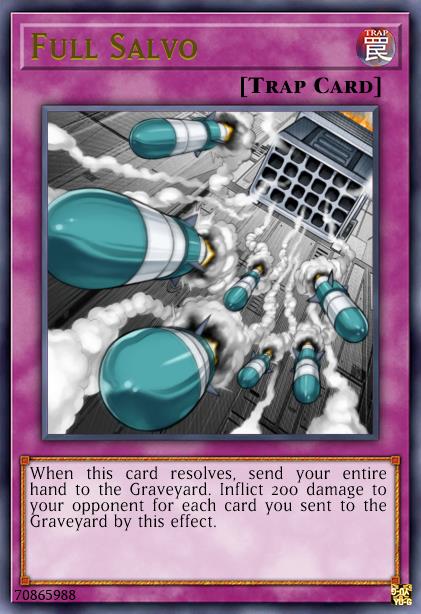 Full Salvo
TRAP
罠
[Trap Card]
When this card resolves, send your entire
hand to the Graveyard. Inflict 200 damage to
your opponent for each card you sent to the
Graveyard by this effect.
70865988